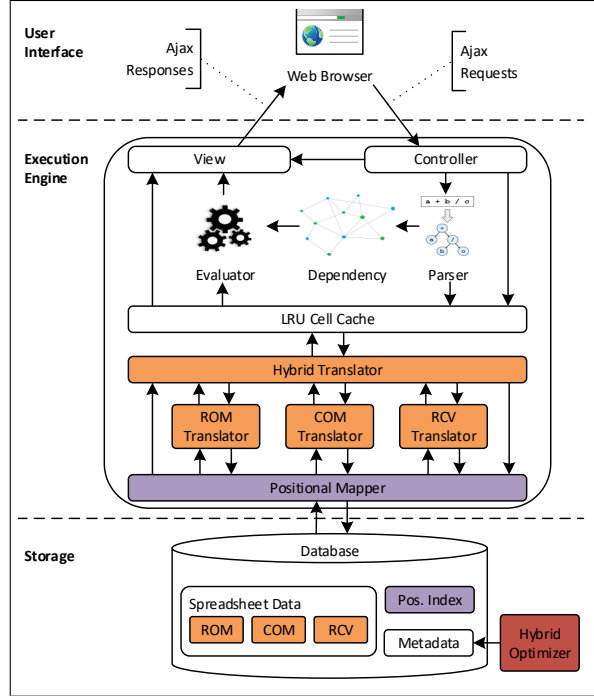 User
Interface
Ajax
Responses
Ajax
Requests
Web Browser
Execution
Engine
View
Controller
a + b / c
+
a
/
b
c
Evaluator
Dependency
Parser
LRU Cell Cache
Hybrid Translator
ROM
Translator
COM
Translator
RCV
Translator
Positional Mapper
Storage
Database
Spreadsheet Data
ROM
COM
RCV
Pos. Index
Metadata
Hybrid
Optimizer